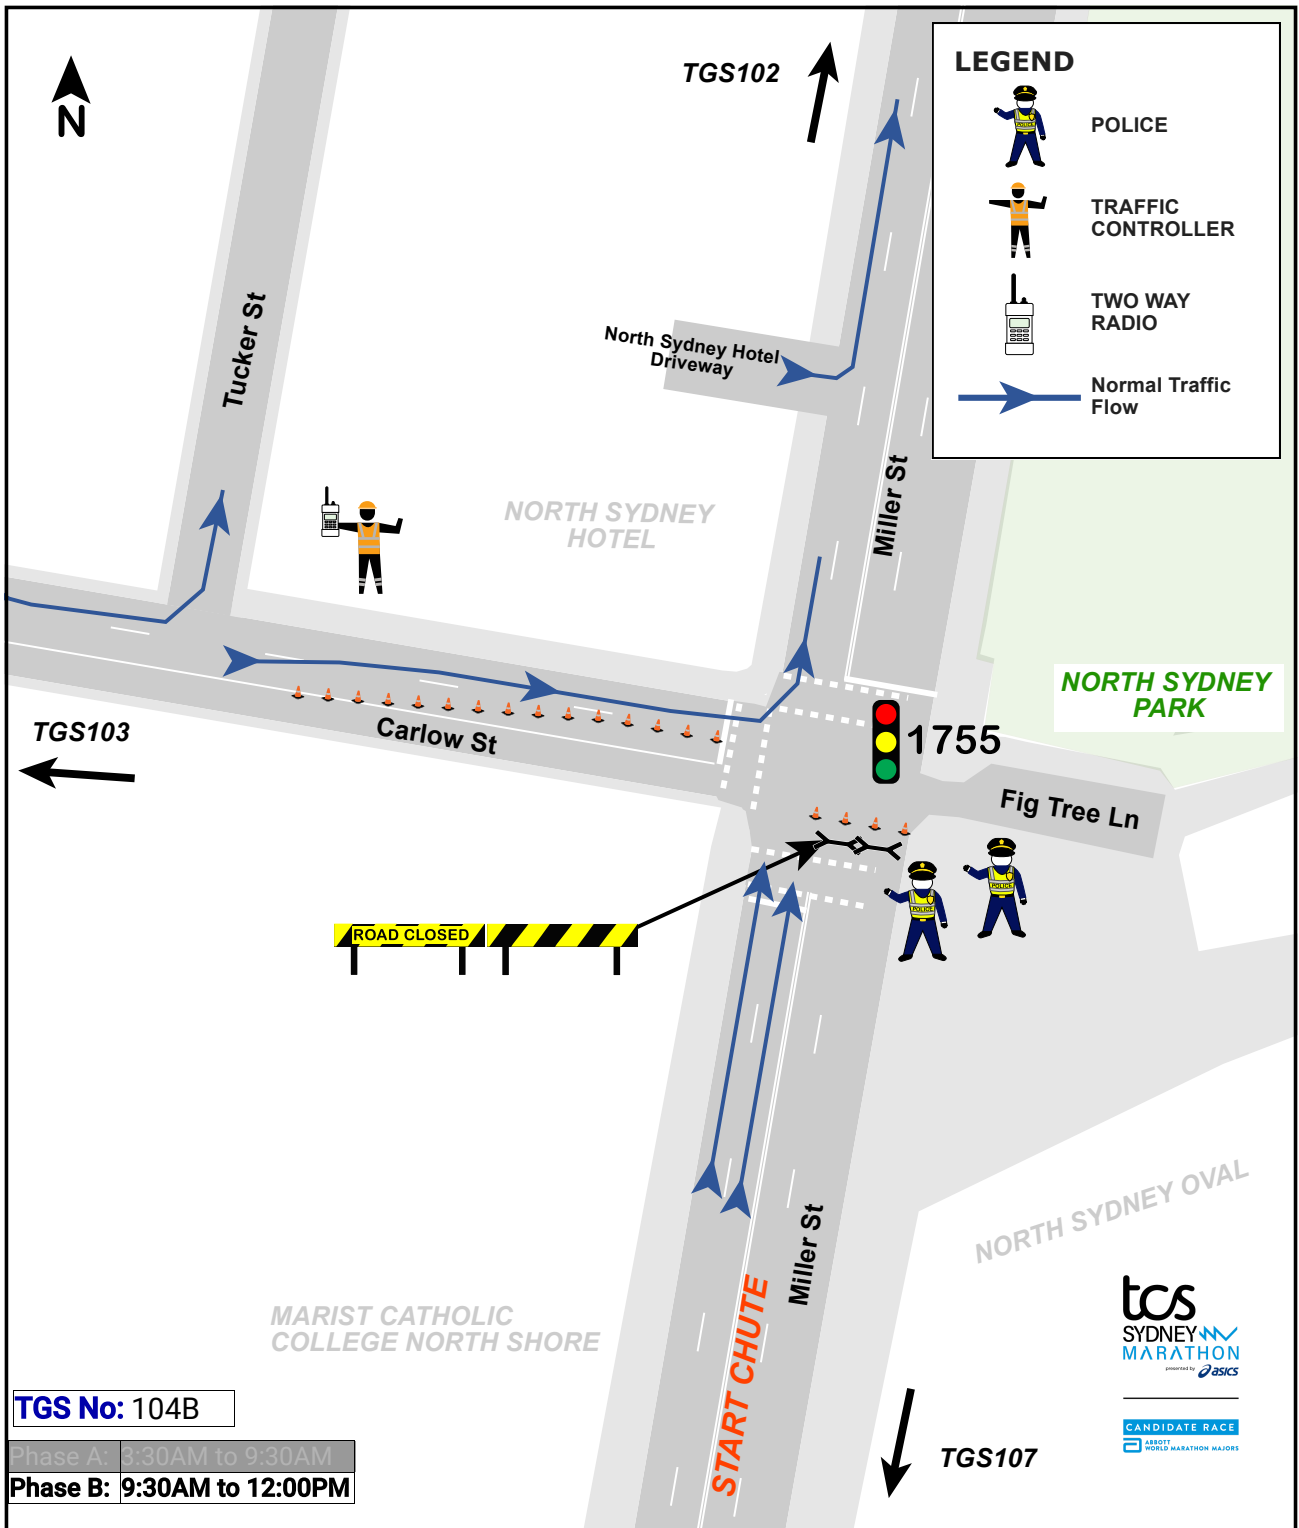 TGS102
N
LEGEND
POLICE
TRAFFIC
CONTROLLER
TWO WAY
RADIO
Normal Traffic
Flow
Tucker St
North Sydney Hotel
Driveway
Miller St
NORTH SYDNEY
HOTEL
NORTH SYDNEY
PARK
TGS103
Carlow St
1755
Fig Tree Ln
POLICE
POLICE
ROAD CLOSED
Miller St
START CHUTE
NORTH SYDNEY OVAL
MARIST CATHOLIC
COLLEGE NORTH SHORE
tcs
SYDNEY
MARATHON
presented by asics
CANDIDATE RACE
ABBOTT
WORLD MARATHON MAJORS
TGS No: 104B
Phase A: 3:30AM to 9:30AM
Phase B: 9:30AM to 12:00PM
TGS107